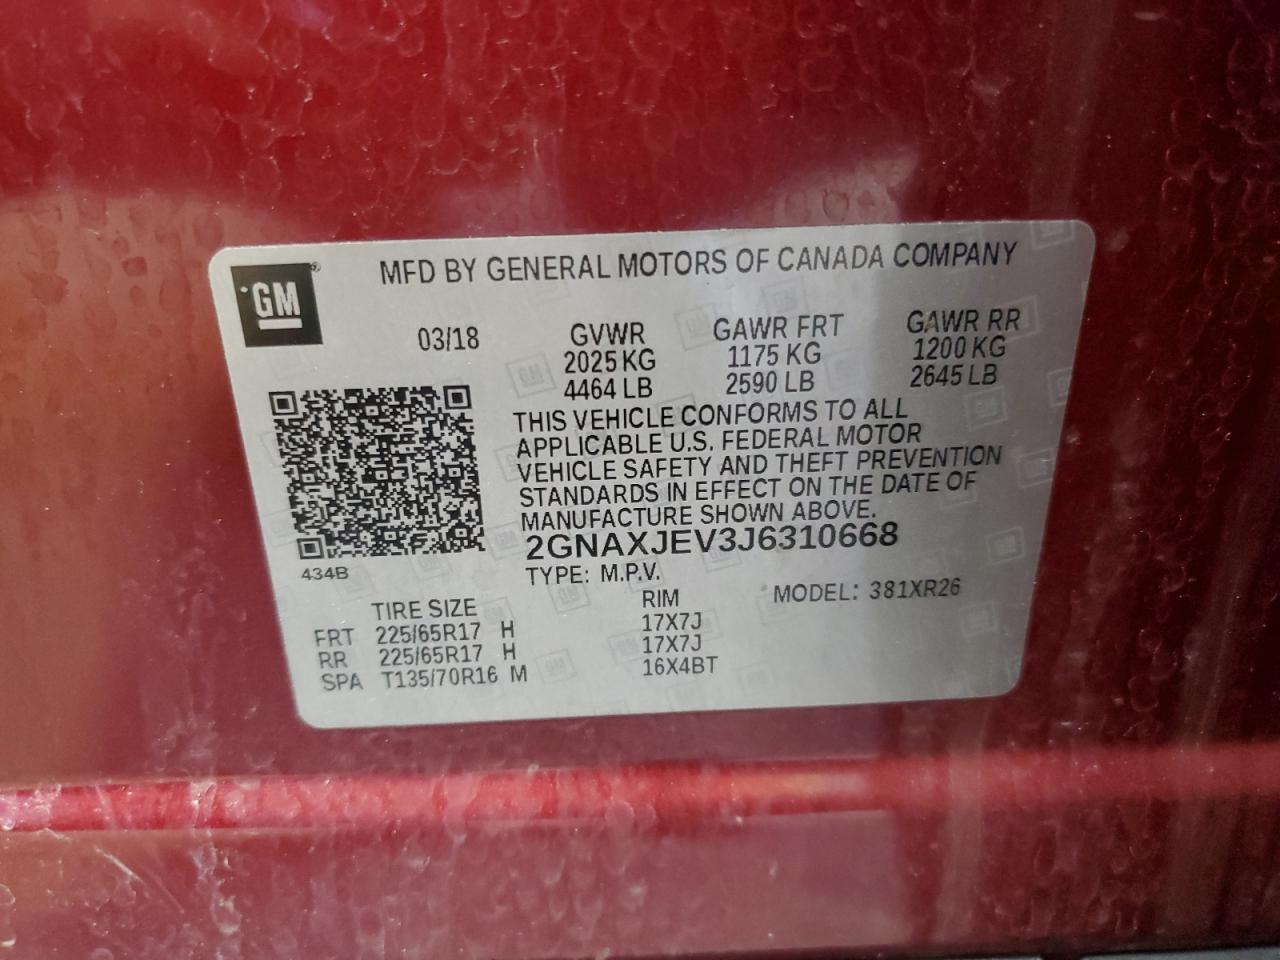 GM®
MFD BY GENERAL MOTORS OF CANADA COMPANY
03/18 GVWR GAWR FRT GAWR RR
2025 KG 1175 KG 1200 KG
4464 LB 2590 LB 2645 LB
THIS VEHICLE CONFORMS TO ALL
APPLICABLE U.S. FEDERAL MOTOR
VEHICLE SAFETY AND THEFT PREVENTION
STANDARDS IN EFFECT ON THE DATE OF
MANUFACTURE SHOWN ABOVE.
2GNAXJEV3J6310668
434B
TYPE: M.P.V.
MODEL: 381XR26
TIRE SIZE RIM
FRT 225/65R17 H 17X7J
RR 225/65R17 H 17X7J
SPA T135/70R16 M 16X4BT